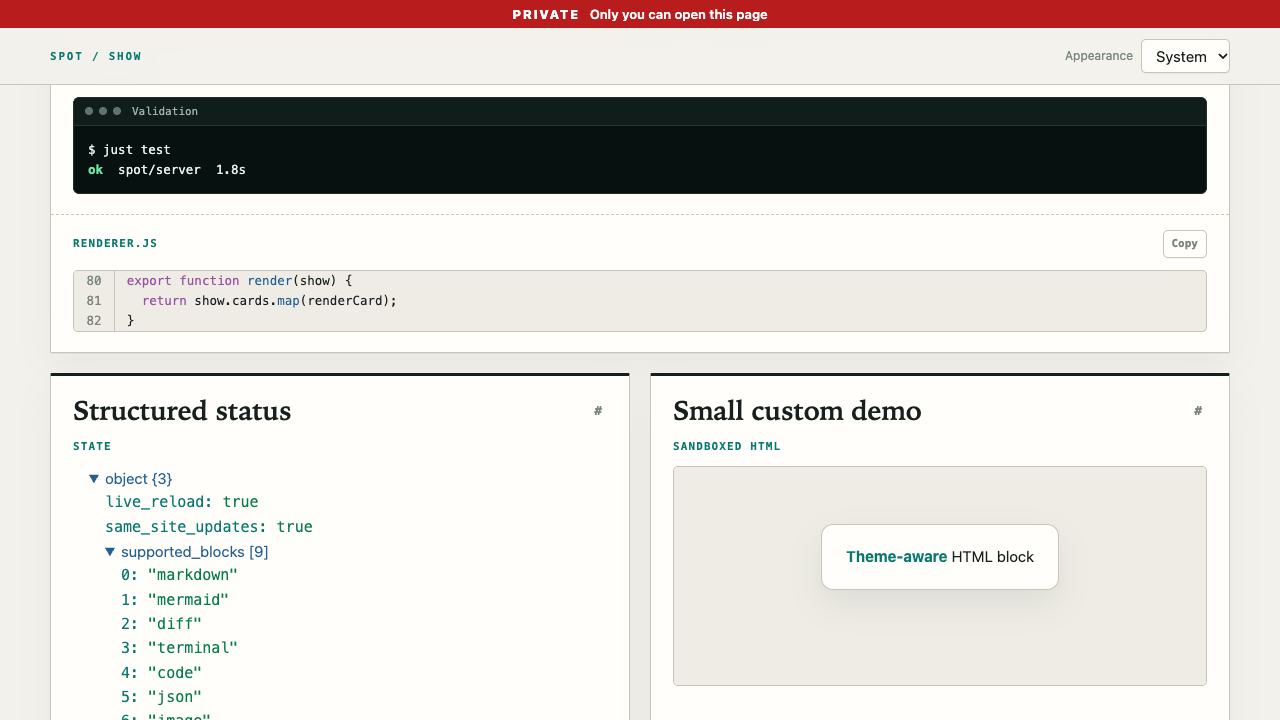 PRIVATE Only you can open this page
SPOT / SHOW
Appearance System
Validation
$ just test
ok spot/server 1.8s
RENDERER.JS
Copy
80 export function render(show) {
81 return show.cards.map(renderCard);
82 }
Structured status #
STATE
object {3}
live_reload: true
same_site_updates: true
supported_blocks [9]
0: "markdown"
1: "mermaid"
2: "diff"
3: "terminal"
4: "code"
5: "json"
6: "image"
Small custom demo #
SANDBOXED HTML
Theme-aware HTML block